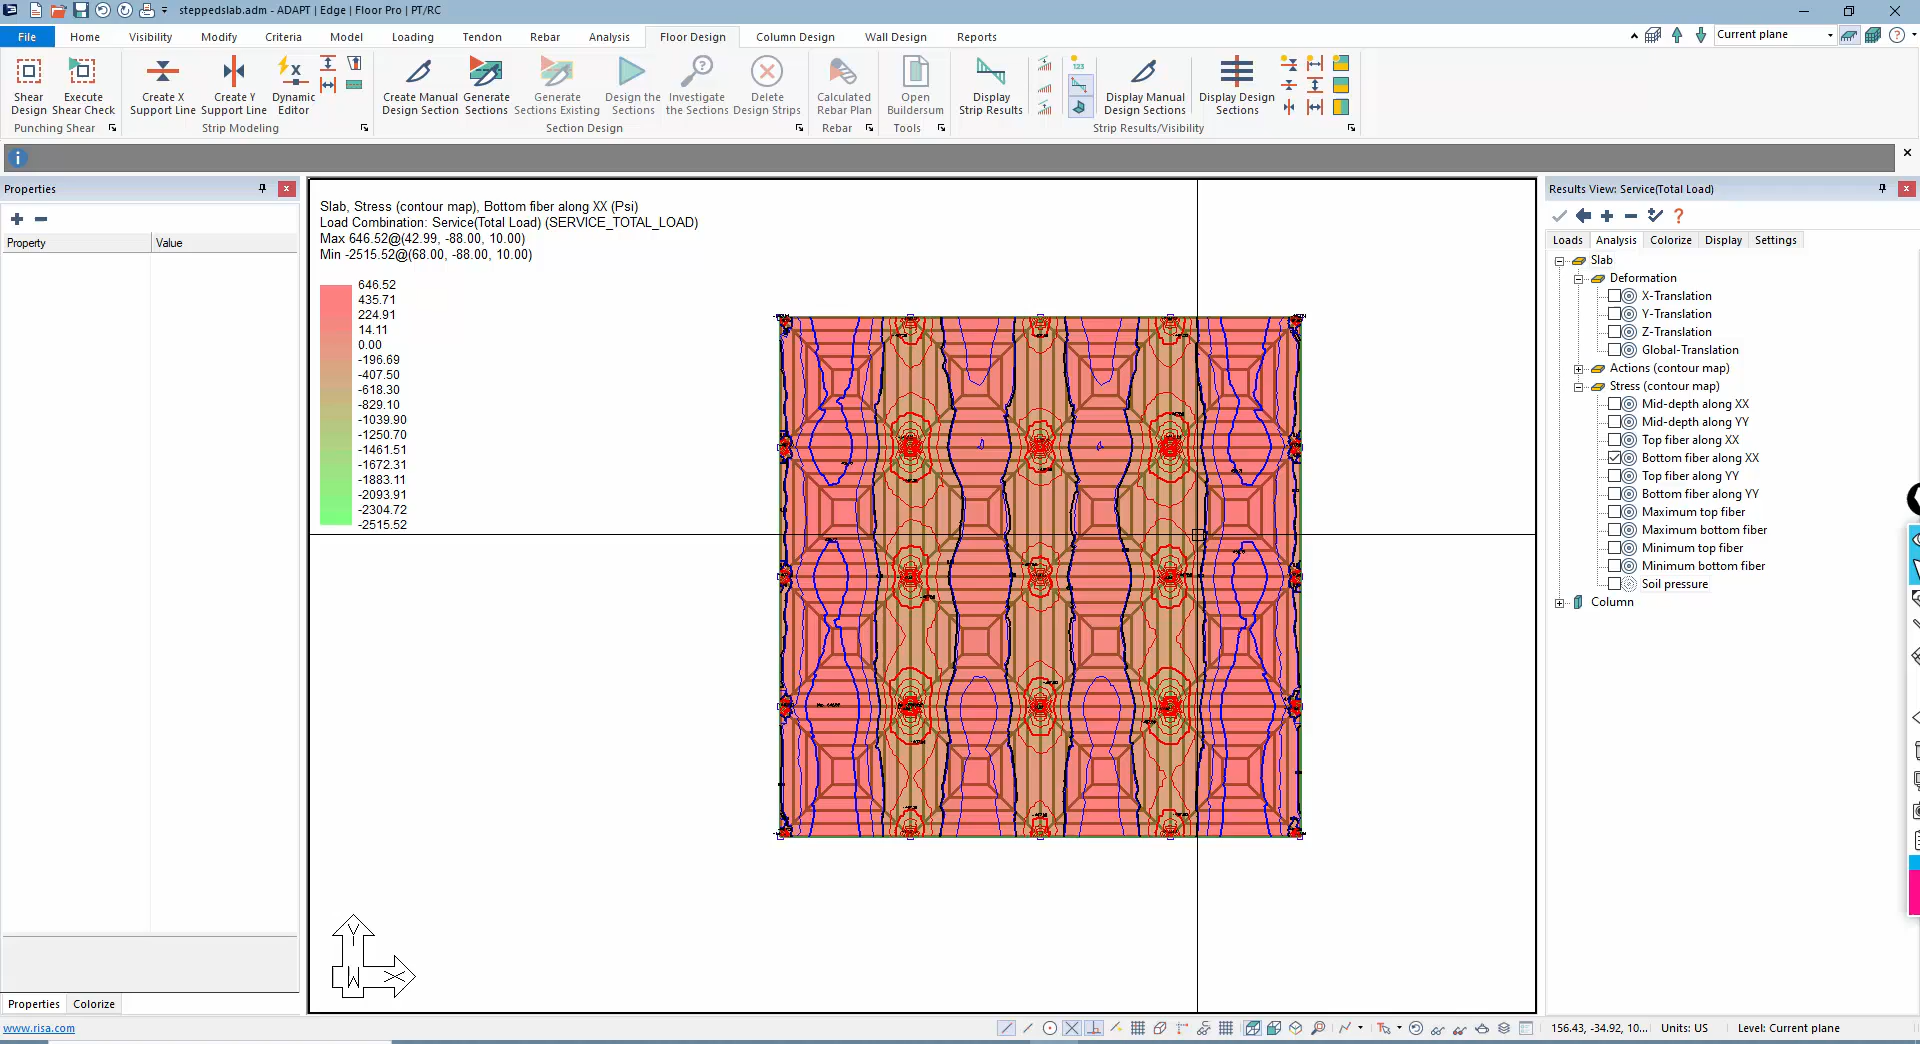 steppedslab.adm - ADAPT | Edge | Floor Pro | PT/RC
File Home Visibility Modify Criteria Model Loading Tendon Rebar Analysis Floor Design Column Design Wall Design Reports
Current plane
Shear Design
Execute Shear Check
Create X Support Line
Create Y Support Line
Dynamic Editor
Create Manual Design Section
Generate Sections
Generate Sections Existing
Design the Sections
Investigate the Sections
Delete Design Strips
Calculated Rebar Plan
Open Buildersum
Display Strip Results
123
Display Manual Design Sections
Display Design Sections
Punching Shear
Strip Modeling
Section Design
Rebar
Tools
Strip Results/Visibility
Properties
Property Value
Properties Colorize
www.risa.com
Slab, Stress (contour map), Bottom fiber along XX (Psi)
Load Combination: Service(Total Load) (SERVICE_TOTAL_LOAD)
Max 646.52@(42.99, -88.00, 10.00)
Min -2515.52@(68.00, -88.00, 10.00)
646.52
435.71
224.91
14.11
0.00
-196.69
-407.50
-618.30
-829.10
-1039.90
-1250.70
-1461.51
-1672.31
-1883.11
-2093.91
-2304.72
-2515.52
Y
W
X
Results View: Service(Total Load)
Loads Analysis Colorize Display Settings
Slab
Deformation
X-Translation
Y-Translation
Z-Translation
Global-Translation
Actions (contour map)
Stress (contour map)
Mid-depth along XX
Mid-depth along YY
Top fiber along XX
Bottom fiber along XX
Top fiber along YY
Bottom fiber along YY
Maximum top fiber
Maximum bottom fiber
Minimum top fiber
Minimum bottom fiber
Soil pressure
Column
156.43, -34.92, 10... Units: US Level: Current plane